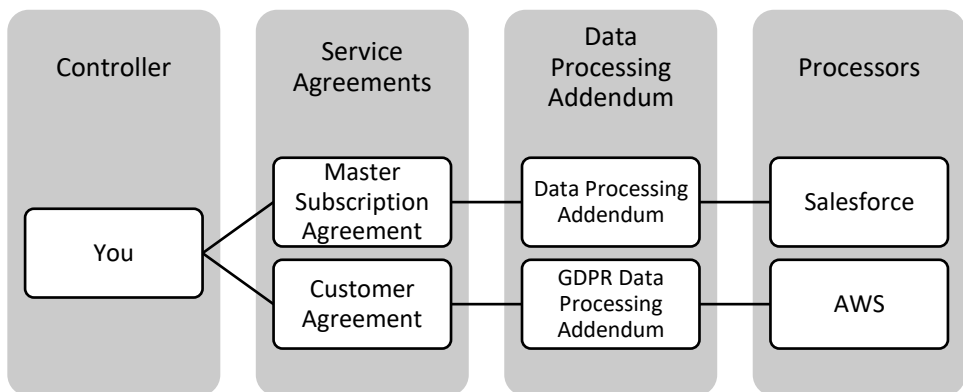 Controller
Service
Agreements
Data
Processing
Addendum
Processors
You
Master
Subscription
Agreement
Data Processing
Addendum
Salesforce
Customer
Agreement
GDPR Data
Processing
Addendum
AWS